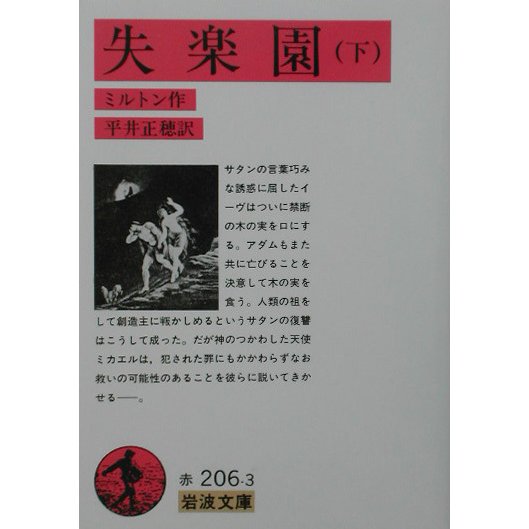 失楽園(下)
ミルトン作
平井正穂訳
サタンの言葉巧み
な誘惑に屈したイ
ーヴはついに禁断
の木の実を口にす
る。アダムもまた
共に亡びることを
決意して木の実を
食う。人類の祖を
して創造主に戦かしめるというサタンの復讐
はこうして成った。だが神のつかわした天使
ミカエルは，犯された罪にもかかわらずなお
救いの可能性のあることを彼らに説いてきか
せる――。
赤 206-3
岩波文庫